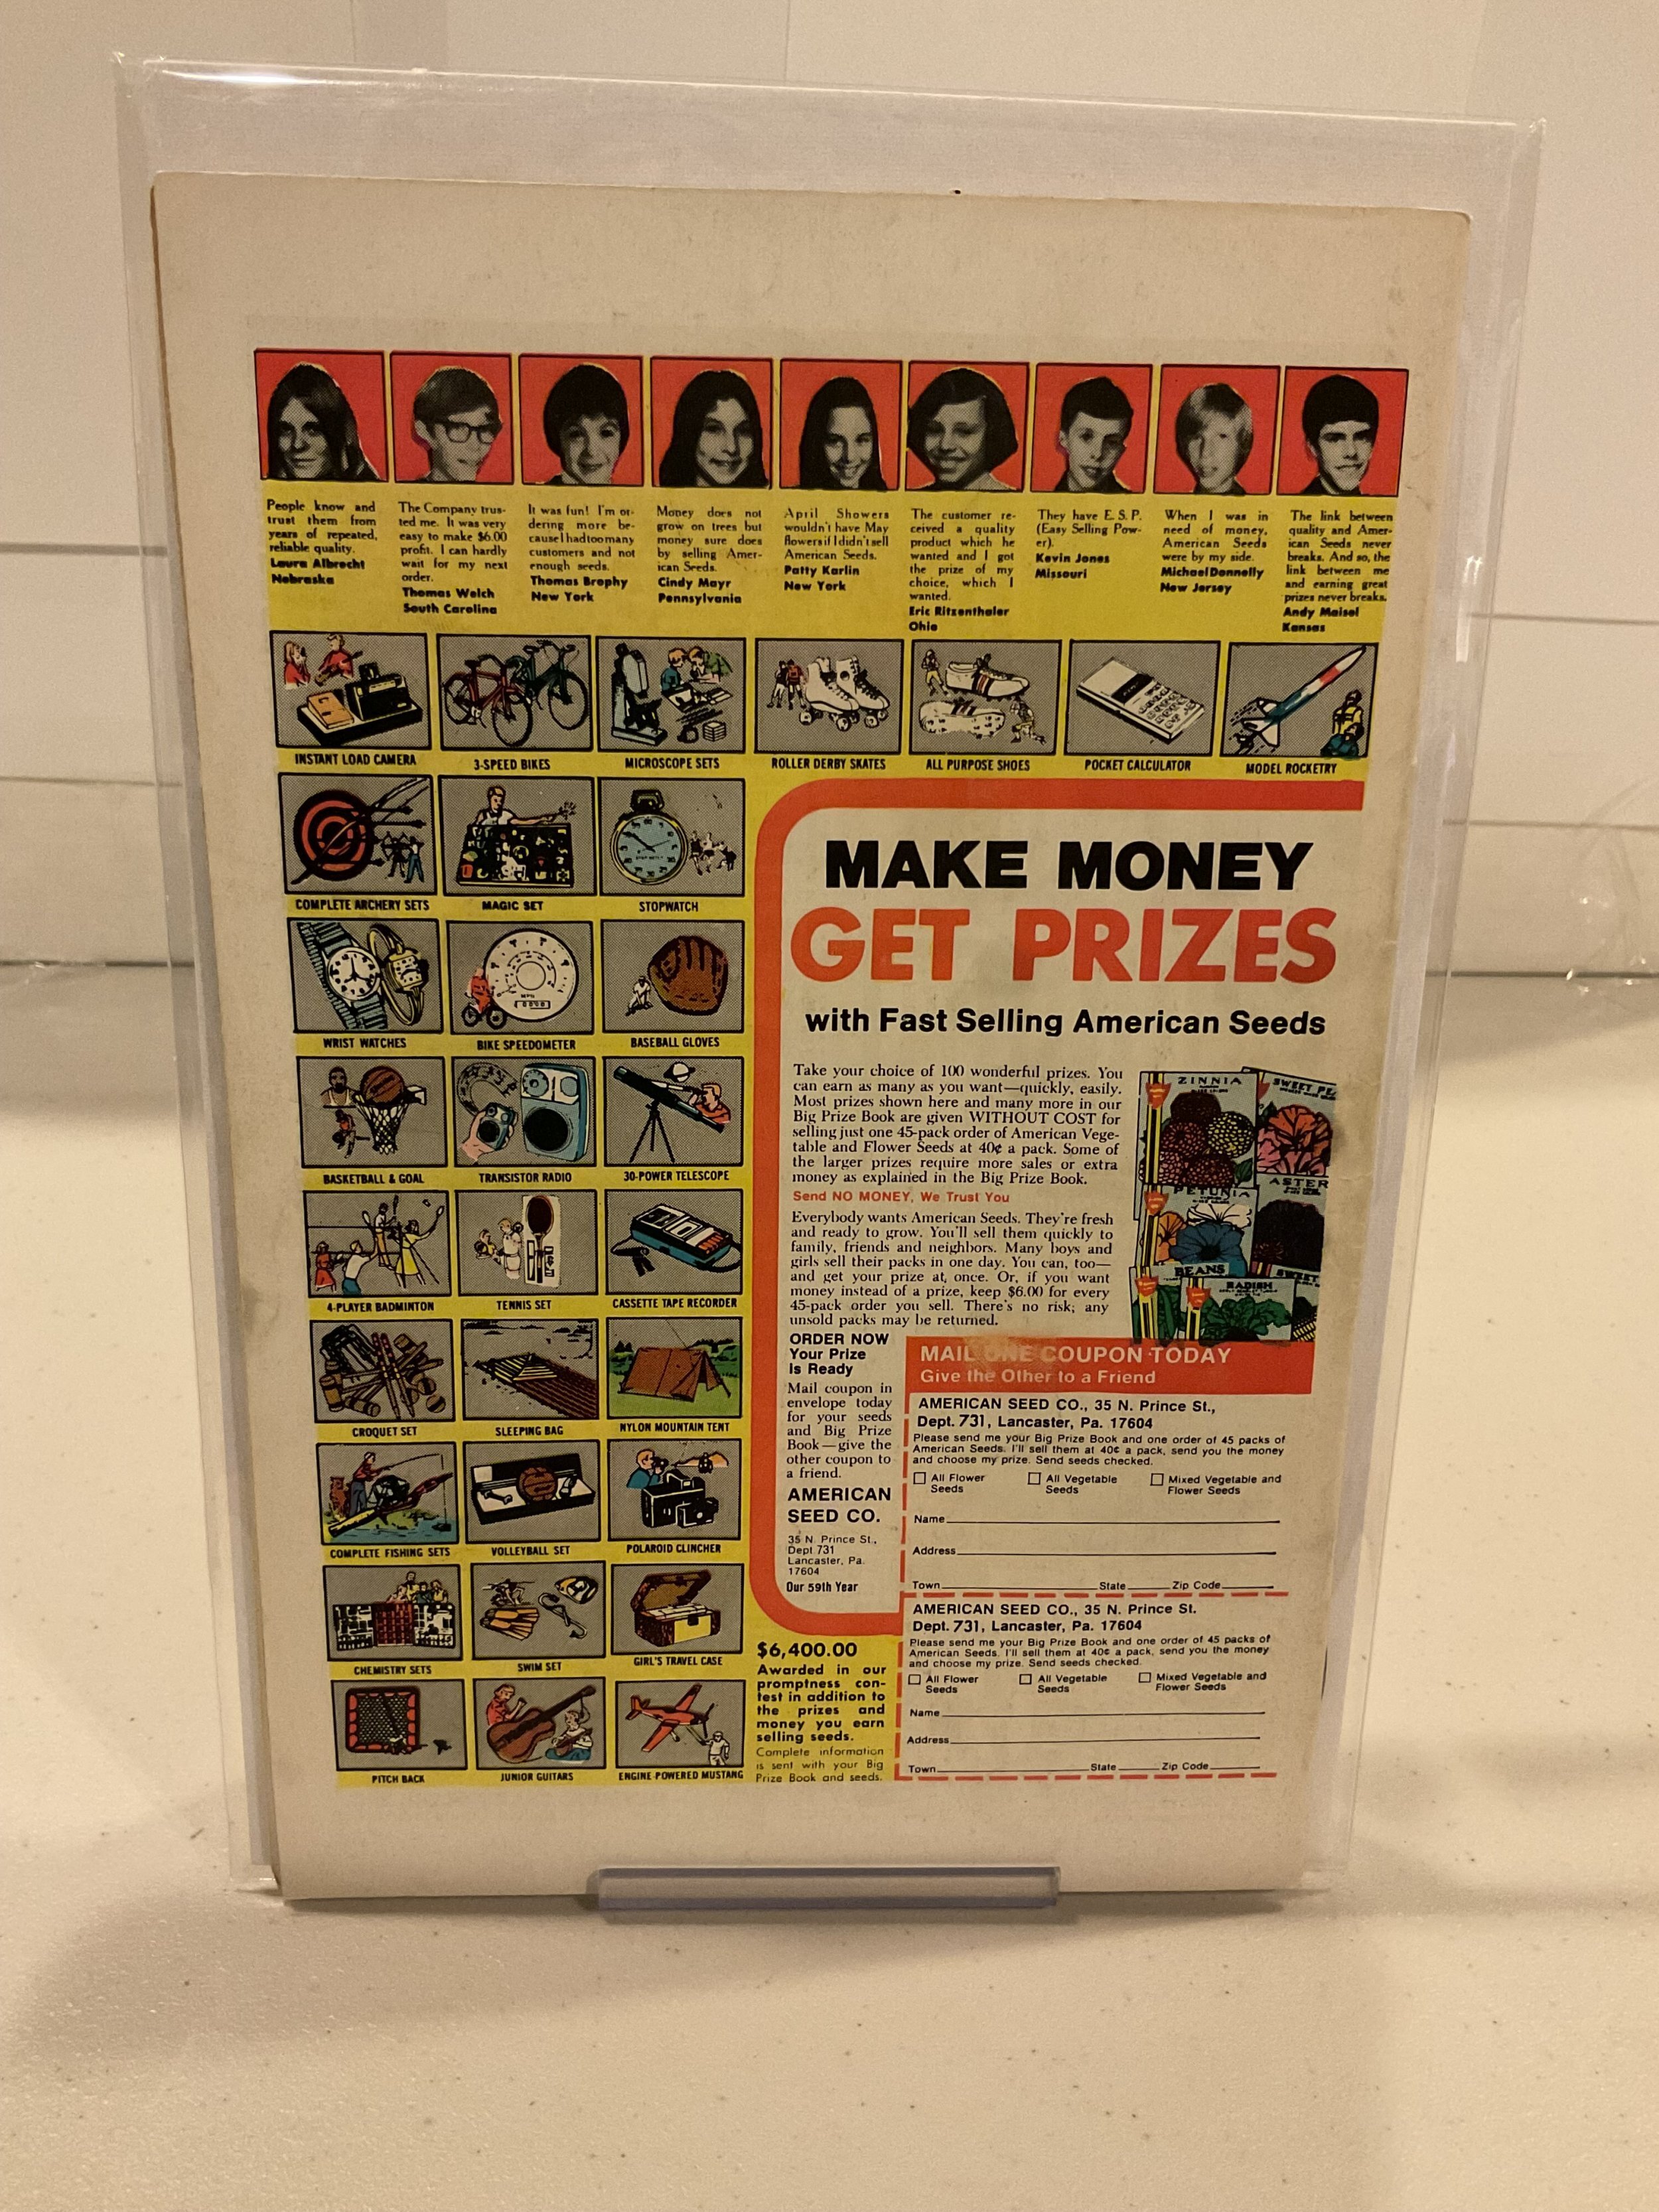 People know and
trust them from
years of repeated,
reliable quality.
Laura Albrecht
Nebraska
The Company trus-
ted me. It was very
easy to make $6.00
profit. I can hardly
wait for my next
order.
Thomas Welch
South Carolina
It was fun! I'm or-
dering more be-
cause I had too many
customers and not
enough seeds.
Thomas Brophy
New York
Money does not
grow on trees but
money sure does
by selling Amer-
ican Seeds.
Cindy Mayr
Pennsylvania
April Showers
wouldn't have May
flowers if I didn't sell
American Seeds.
Patty Karlin
New York
The customer re-
ceived a quality
product which he
wanted and I got
the prize of my
choice, which I
wanted.
Eric Ritzenthaler
Ohio
They have E.S.P.
(Easy Selling Pow-
er).
Kevin Jones
Missouri
When I was in
need of money,
American Seeds
were by my side.
Michael Donnelly
New Jersey
The link between
quality and Amer-
ican Seeds never
breaks. And so, the
link between me
and earning great
prizes never breaks.
Andy Maisel
Kansas
INSTANT LOAD CAMERA
3-SPEED BIKES
MICROSCOPE SETS
ROLLER DERBY SKATES
ALL PURPOSE SHOES
POCKET CALCULATOR
MODEL ROCKETRY
COMPLETE ARCHERY SETS
MAGIC SET
STOPWATCH
WRIST WATCHES
MPH
BIKE SPEEDOMETER
BASEBALL GLOVES
BASKETBALL & GOAL
TRANSISTOR RADIO
30-POWER TELESCOPE
4-PLAYER BADMINTON
TENNIS SET
CASSETTE TAPE RECORDER
CROQUET SET
SLEEPING BAG
NYLON MOUNTAIN TENT
COMPLETE FISHING SETS
VOLLEYBALL SET
POLAROID CLINCHER
CHEMISTRY SETS
SWIM SET
GIRL'S TRAVEL CASE
PITCH BACK
JUNIOR GUITARS
ENGINE-POWERED MUSTANG
MAKE MONEY
GET PRIZES
with Fast Selling American Seeds
Take your choice of 100 wonderful prizes. You
can earn as many as you want—quickly, easily.
Most prizes shown here and many more in our
Big Prize Book are given WITHOUT COST for
selling just one 45-pack order of American Vege-
table and Flower Seeds at 40¢ a pack. Some of
the larger prizes require more sales or extra
money as explained in the Big Prize Book.
Send NO MONEY, We Trust You
Everybody wants American Seeds. They're fresh
and ready to grow. You'll sell them quickly to
family, friends and neighbors. Many boys and
girls sell their packs in one day. You can, too—
and get your prize at once. Or, if you want
money instead of a prize, keep $6.00 for every
45-pack order you sell. There's no risk; any
unsold packs may be returned.
ZINNIA
SWEET PE
ASTER
PETUNIA
BEANS
RADISH
SWEET
ORDER NOW
Your Prize
Is Ready
Mail coupon in
envelope today
for your seeds
and Big Prize
Book—give the
other coupon to
a friend.
AMERICAN
SEED CO.
35 N. Prince St.,
Dept 731
Lancaster, Pa.
17604
Our 59th Year
MAIL ONE COUPON TODAY
Give the Other to a Friend
AMERICAN SEED CO., 35 N. Prince St.,
Dept. 731, Lancaster, Pa. 17604
Please send me your Big Prize Book and one order of 45 packs of
American Seeds. I'll sell them at 40¢ a pack, send you the money
and choose my prize. Send seeds checked.
All Flower Seeds
All Vegetable Seeds
Mixed Vegetable and Flower Seeds
Name
Address
Town State Zip Code
AMERICAN SEED CO., 35 N. Prince St.
Dept. 731, Lancaster, Pa. 17604
Please send me your Big Prize Book and one order of 45 packs of
American Seeds. I'll sell them at 40¢ a pack, send you the money
and choose my prize. Send seeds checked.
All Flower Seeds
All Vegetable Seeds
Mixed Vegetable and Flower Seeds
Name
Address
Town State Zip Code
$6,400.00
Awarded in our
promptness con-
test in addition to
the prizes and
money you earn
selling seeds.
Complete information
is sent with your Big
Prize Book and seeds.